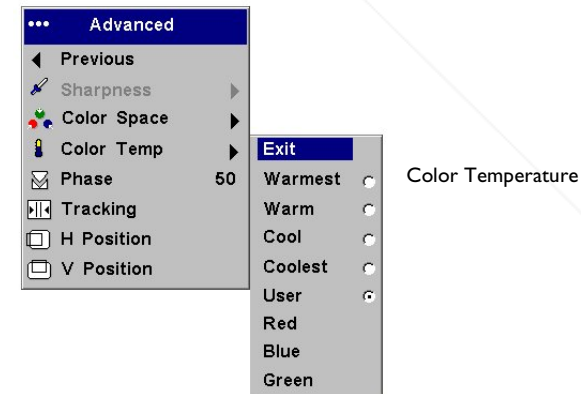 ••• Advanced
Previous
Sharpness
Color Space
Color Temp
Phase 50
Tracking
H Position
V Position
Exit
Warmest
Warm
Cool
Coolest
User
Red
Blue
Green
Color Temperature